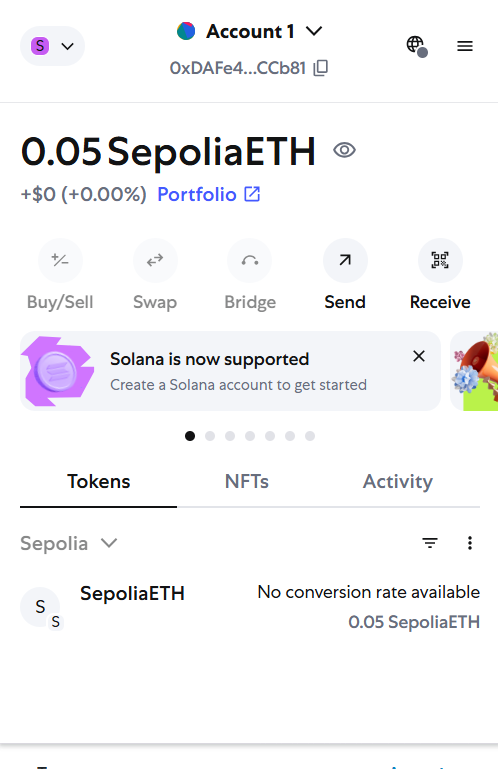 S
Account 1
0xDAFe4...CCb81
0.05 SepoliaETH
+$0 (+0.00%) Portfolio
Buy/Sell Swap Bridge Send Receive
Solana is now supported
Create a Solana account to get started
Tokens NFTs Activity
Sepolia
S SepoliaETH No conversion rate available
S 0.05 SepoliaETH